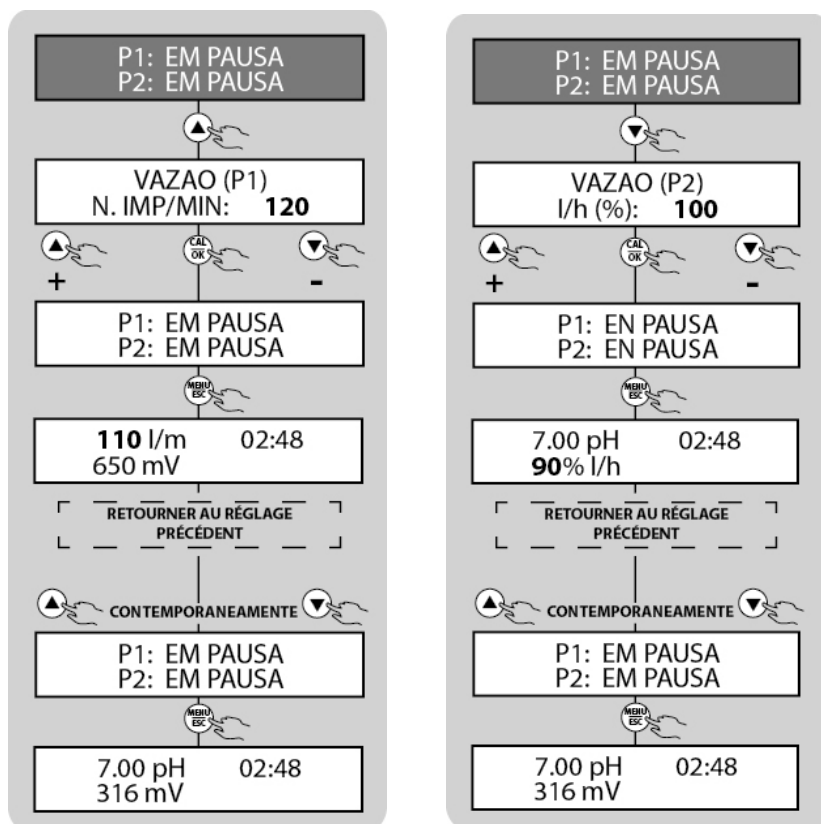 P1: EM PAUSA
P2: EM PAUSA
VAZAO (P1)
N. IMP/MIN: 120
CAL
OK
+
-
P1: EM PAUSA
P2: EM PAUSA
MENU
ESC
110 l/m 02:48
650 mV
RETOURNER AU RÉGLAGE
PRÉCÉDENT
CONTEMPORANEAMENTE
P1: EM PAUSA
P2: EM PAUSA
MENU
ESC
7.00 pH 02:48
316 mV
P1: EM PAUSA
P2: EM PAUSA
VAZAO (P2)
l/h (%): 100
CAL
OK
+
-
P1: EN PAUSA
P2: EN PAUSA
MENU
ESC
7.00 pH 02:48
90% l/h
RETOURNER AU RÉGLAGE
PRÉCÉDENT
CONTEMPORANEAMENTE
P1: EM PAUSA
P2: EM PAUSA
MENU
ESC
7.00 pH 02:48
316 mV